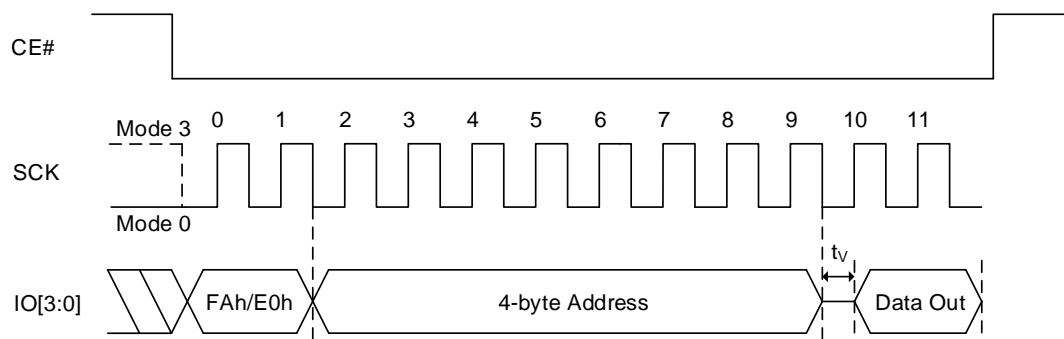 CE#
Mode 3
0 1 2 3 4 5 6 7 8 9 10 11
SCK
Mode 0
tV
IO[3:0]
FAh/E0h
4-byte Address
Data Out